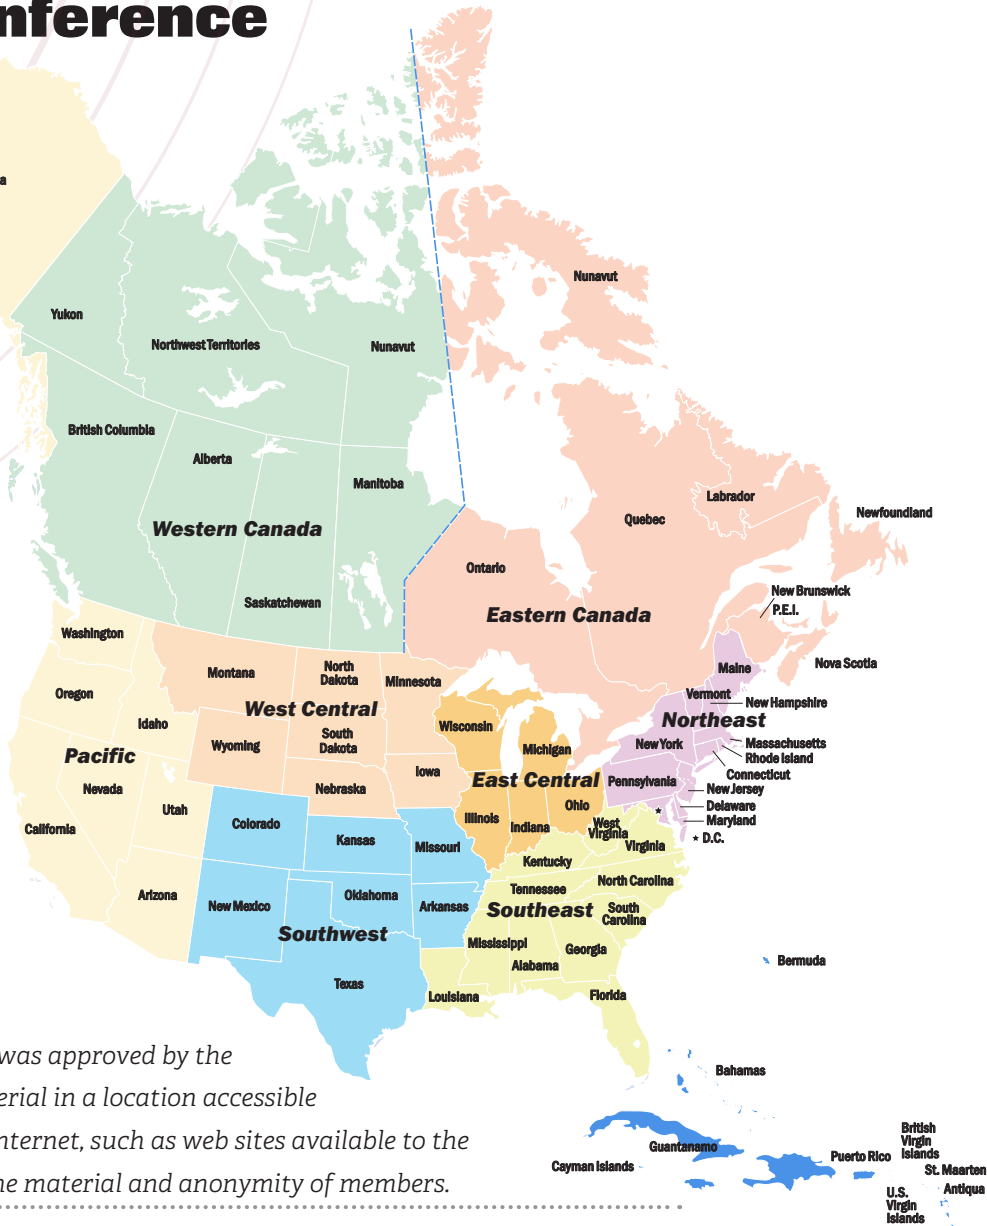 nference
a
Nunavut
Yukon
Northwest Territories
Nunavut
British Columbia
Alberta
Manitoba
Labrador
Quebec
Newfoundland
Western Canada
Ontario
Saskatchewan
Eastern Canada
New Brunswick
P.E.I.
Washington
Nova Scotia
Montana
North
Dakota
Minnesota
Maine
Oregon
Vermont
New Hampshire
West Central
Idaho
Wisconsin
Northeast
South
Dakota
Wyoming
New York
Massachusetts
Michigan
Rhode Island
Pacific
Iowa
East Central
Connecticut
Nevada
Nebraska
Pennsylvania
New Jersey
Utah
Ohio
Delaware
Illinois
Colorado
California
Indiana
West
Virginia
Maryland
D.C.
Kansas
Missouri
Virginia
Kentucky
Arizona
Oklahoma
Tennessee
North Carolina
New Mexico
Arkansas
Southeast
South
Carolina
Southwest
Mississippi
Georgia
Alabama
Bermuda
Texas
Louisiana
Florida
was approved by the
Bahamas
erial in a location accessible
nternet, such as web sites available to the
Guantanamo
British
Virgin
Islands
Cayman Islands
Puerto Rico
St. Maarten
ne material and anonymity of members.
U.S.
Virgin
Islands
Antiqua